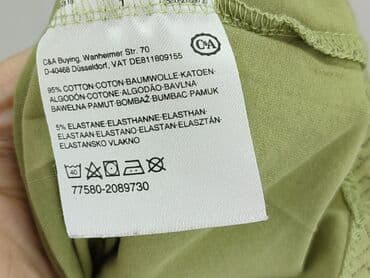 C&A Buying, Wanheimer Str. 70
D-40468 Düsseldorf, VAT DE811809155
C&A
95% COTTON·COTON·BAUMWOLLE·KATOEN·
ALGODÓN·COTONE·ALGODÃO·BAVLNA
BAWEŁNA·PAMUT·BOMBAŽ·BUMBAC·PAMUK
5% ELASTANE·ELASTHANNE·ELASTHAN·
ELASTAAN·ELASTANO·ELASTAN·ELASZTÁN·
ELASTANSKO VLAKNO
40
77580-2089730